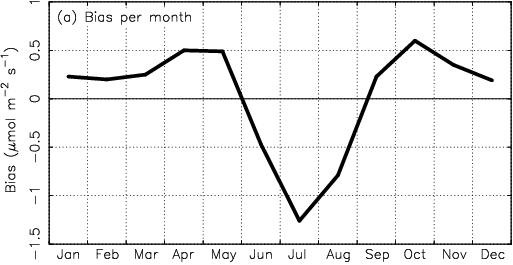 (a) Bias per month
Bias (μmol m−2 s−1)
1
0.5
0
−0.5
−1
−1.5
Jan Feb Mar Apr May Jun Jul Aug Sep Oct Nov Dec